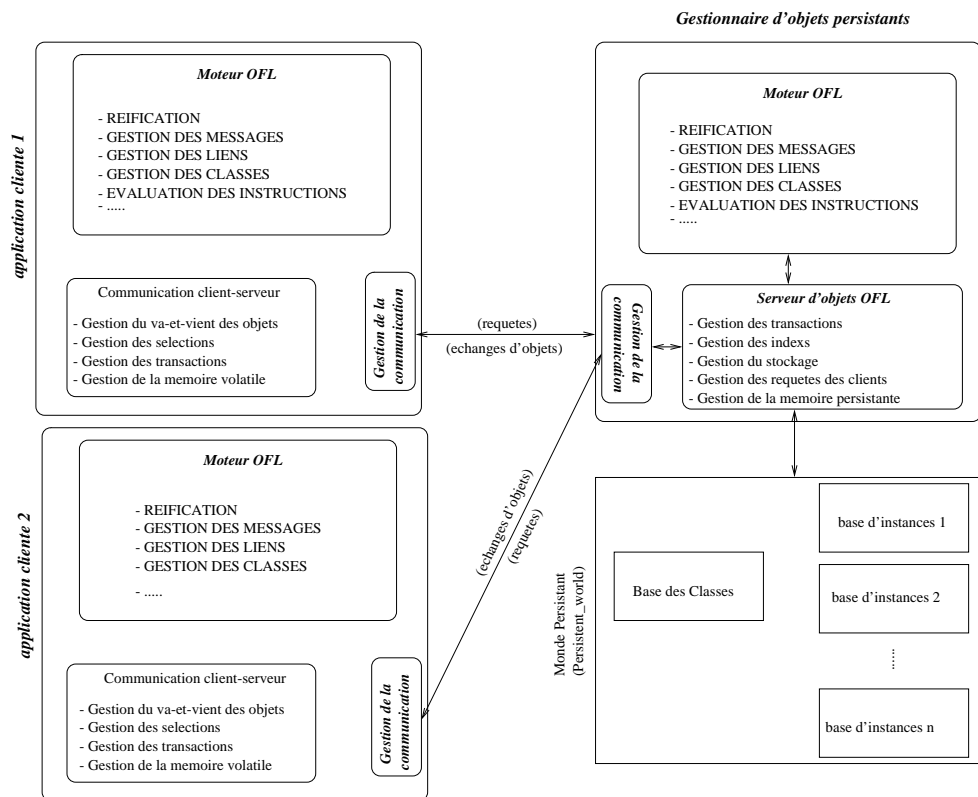 Gestionnaire d'objets persistants
application cliente 1
Moteur OFL
- REIFICATION
- GESTION DES MESSAGES
- GESTION DES LIENS
- GESTION DES CLASSES
- EVALUATION DES INSTRUCTIONS
- .....
Communication client-serveur
- Gestion du va-et-vient des objets
- Gestion des selections
- Gestion des transactions
- Gestion de la memoire volatile
Gestion de la
communication
(requetes)
(echanges d'objets)
Moteur OFL
- REIFICATION
- GESTION DES MESSAGES
- GESTION DES LIENS
- GESTION DES CLASSES
- EVALUATION DES INSTRUCTIONS
- .....
Gestion de la
communication
Serveur d'objets OFL
- Gestion des transactions
- Gestion des indexs
- Gestion du stockage
- Gestion des requetes des clients
- Gestion de la memoire persistante
application cliente 2
Moteur OFL
- REIFICATION
- GESTION DES MESSAGES
- GESTION DES LIENS
- GESTION DES CLASSES
- .....
Communication client-serveur
- Gestion du va-et-vient des objets
- Gestion des selections
- Gestion des transactions
- Gestion de la memoire volatile
Gestion de la
communication
(echanges d'objets)
(requetes)
Monde Persistant
(Persistent_world)
Base des Classes
base d'instances 1
base d'instances 2
......
base d'instances n